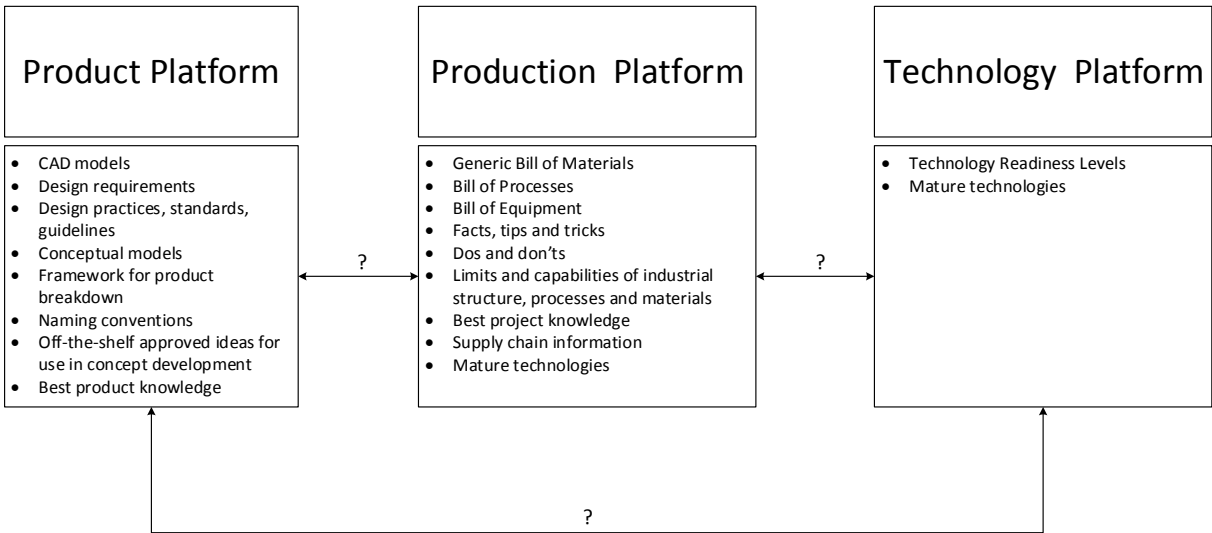 Product Platform
Production Platform
Technology Platform
• CAD models
• Design requirements
• Design practices, standards,
guidelines
• Conceptual models
• Framework for product
breakdown
• Naming conventions
• Off-the-shelf approved ideas for
use in concept development
• Best product knowledge
?
• Generic Bill of Materials
• Bill of Processes
• Bill of Equipment
• Facts, tips and tricks
• Dos and don’ts
• Limits and capabilities of industrial
structure, processes and materials
• Best project knowledge
• Supply chain information
• Mature technologies
?
• Technology Readiness Levels
• Mature technologies
?